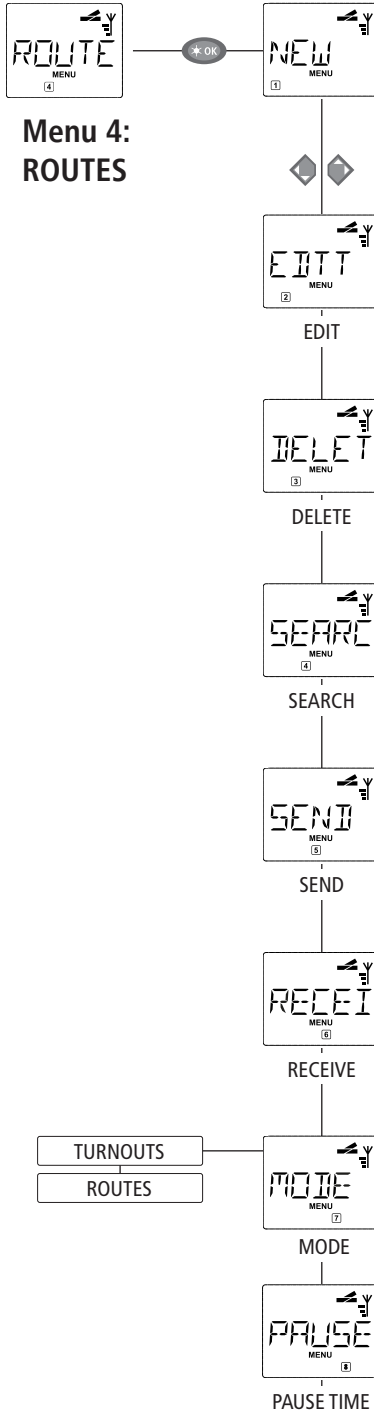 ROUTE
MENU
4
* OK
NEW
MENU
1
Menu 4:
ROUTES
EDIT
MENU
2
EDIT
DELET
MENU
3
DELETE
SEARC
MENU
4
SEARCH
SEND
MENU
5
SEND
RECEI
MENU
6
RECEIVE
TURNOUTS
ROUTES
MODE
MENU
7
MODE
PAUSE
MENU
8
PAUSE TIME